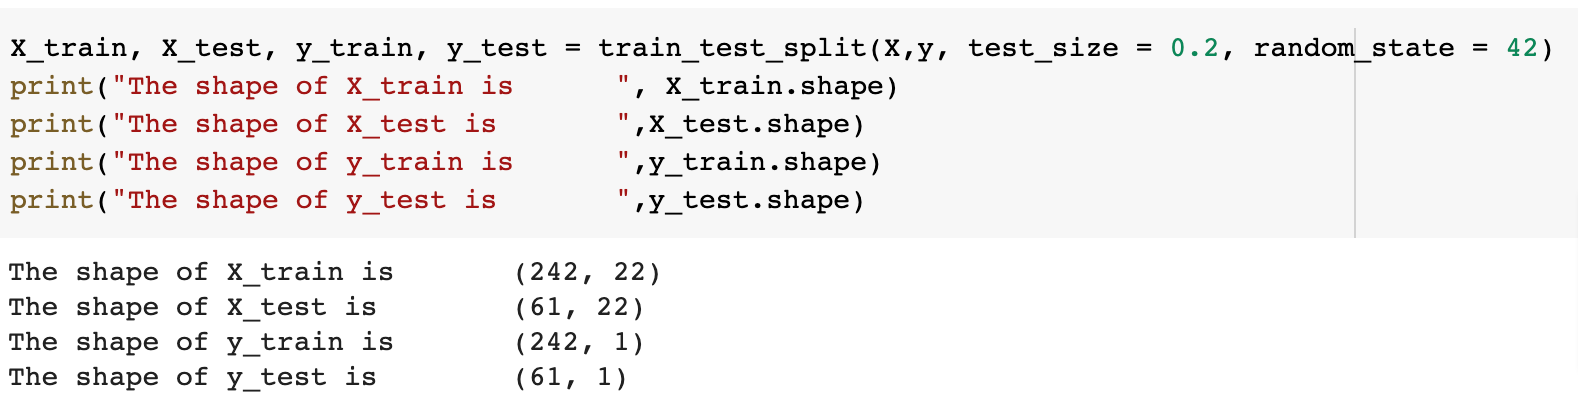 X_train, X_test, y_train, y_test = train_test_split(X,y, test_size = 0.2, random_state = 42)
print("The shape of X_train is      ", X_train.shape)
print("The shape of X_test is       ",X_test.shape)
print("The shape of y_train is      ",y_train.shape)
print("The shape of y_test is       ",y_test.shape)
The shape of X_train is       (242, 22)
The shape of X_test is        (61, 22)
The shape of y_train is       (242, 1)
The shape of y_test is        (61, 1)